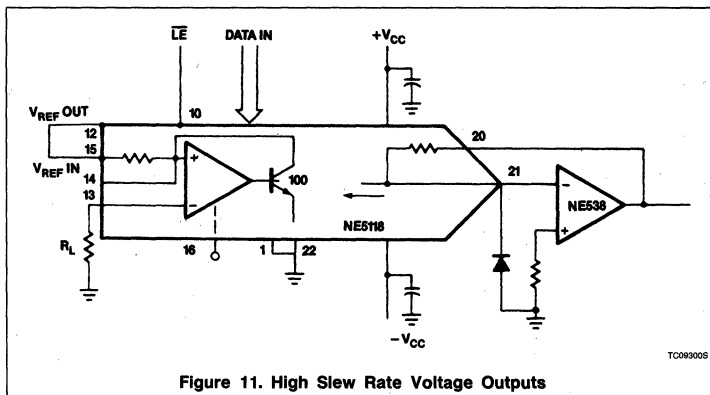 LE
DATA IN
+VCC
VREF OUT
10
12
15
VREF IN
14
13
+
−
100
20
21
−
NE538
+
NE5118
RL
16
1
22
−VCC
TC09300S
Figure 11. High Slew Rate Voltage Outputs